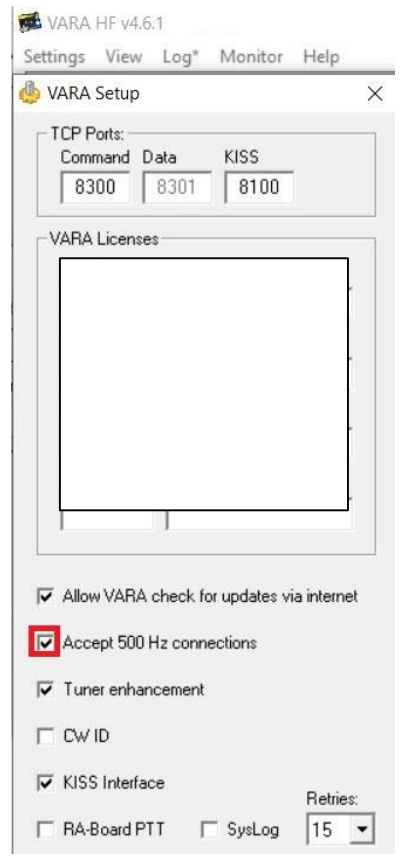 VARA HF v4.6.1
Settings View Log* Monitor Help
VARA Setup
TCP Ports:
Command Data KISS
8300 8301 8100
VARA Licenses
Allow VARA check for updates via internet
Accept 500 Hz connections
Tuner enhancement
CW ID
KISS Interface
Retries:
RA-Board PTT SysLog 15